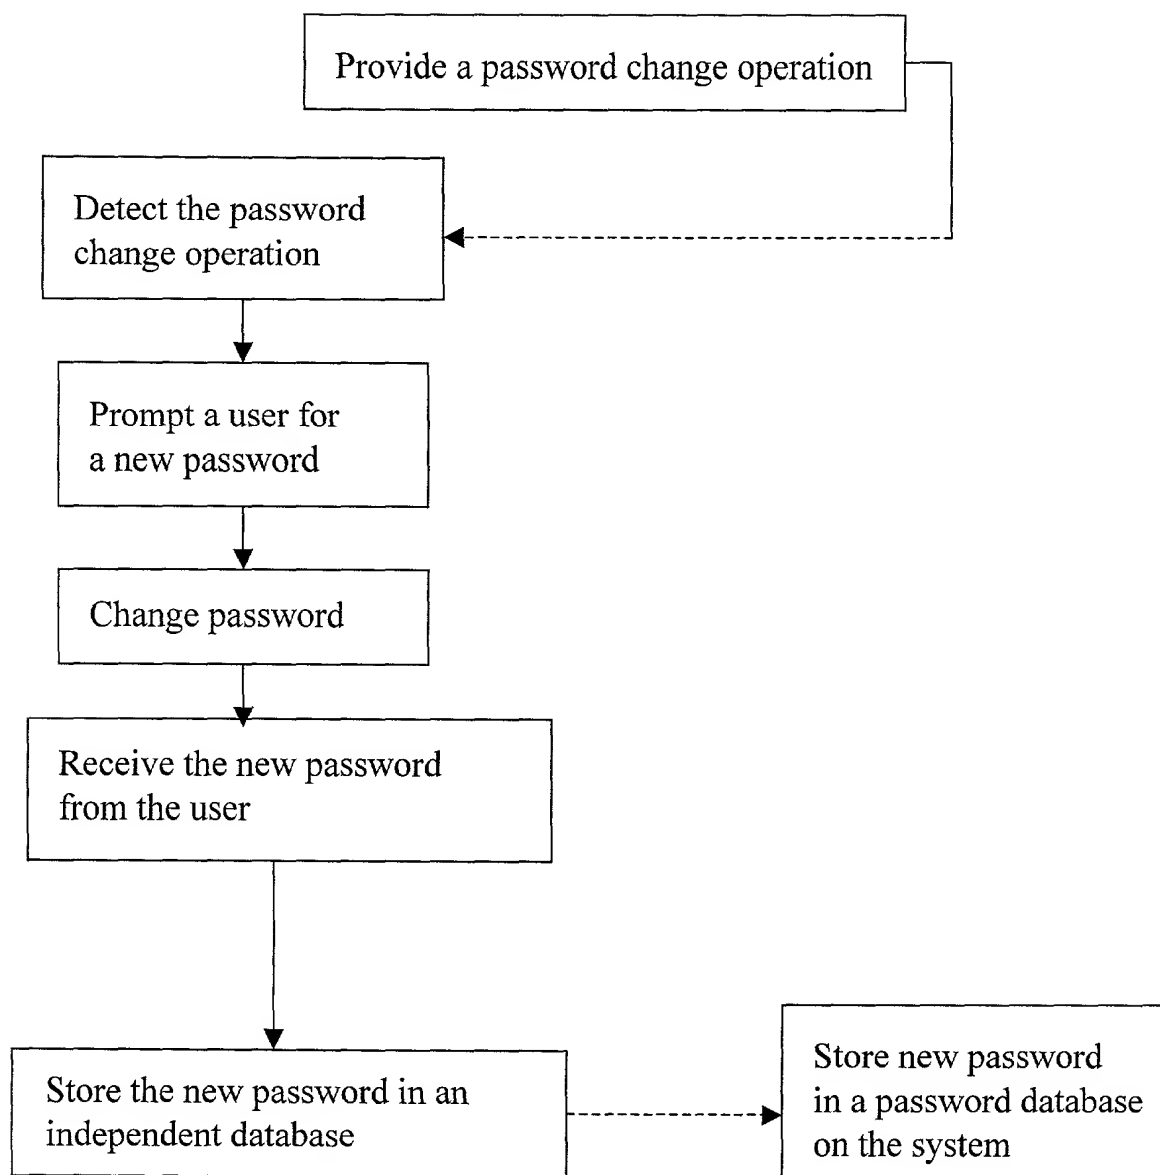 Provide a password change operation
Detect the password
change operation
Prompt a user for
a new password
Change password
Receive the new password
from the user
Store the new password in an
independent database
Store new password
in a password database
on the system